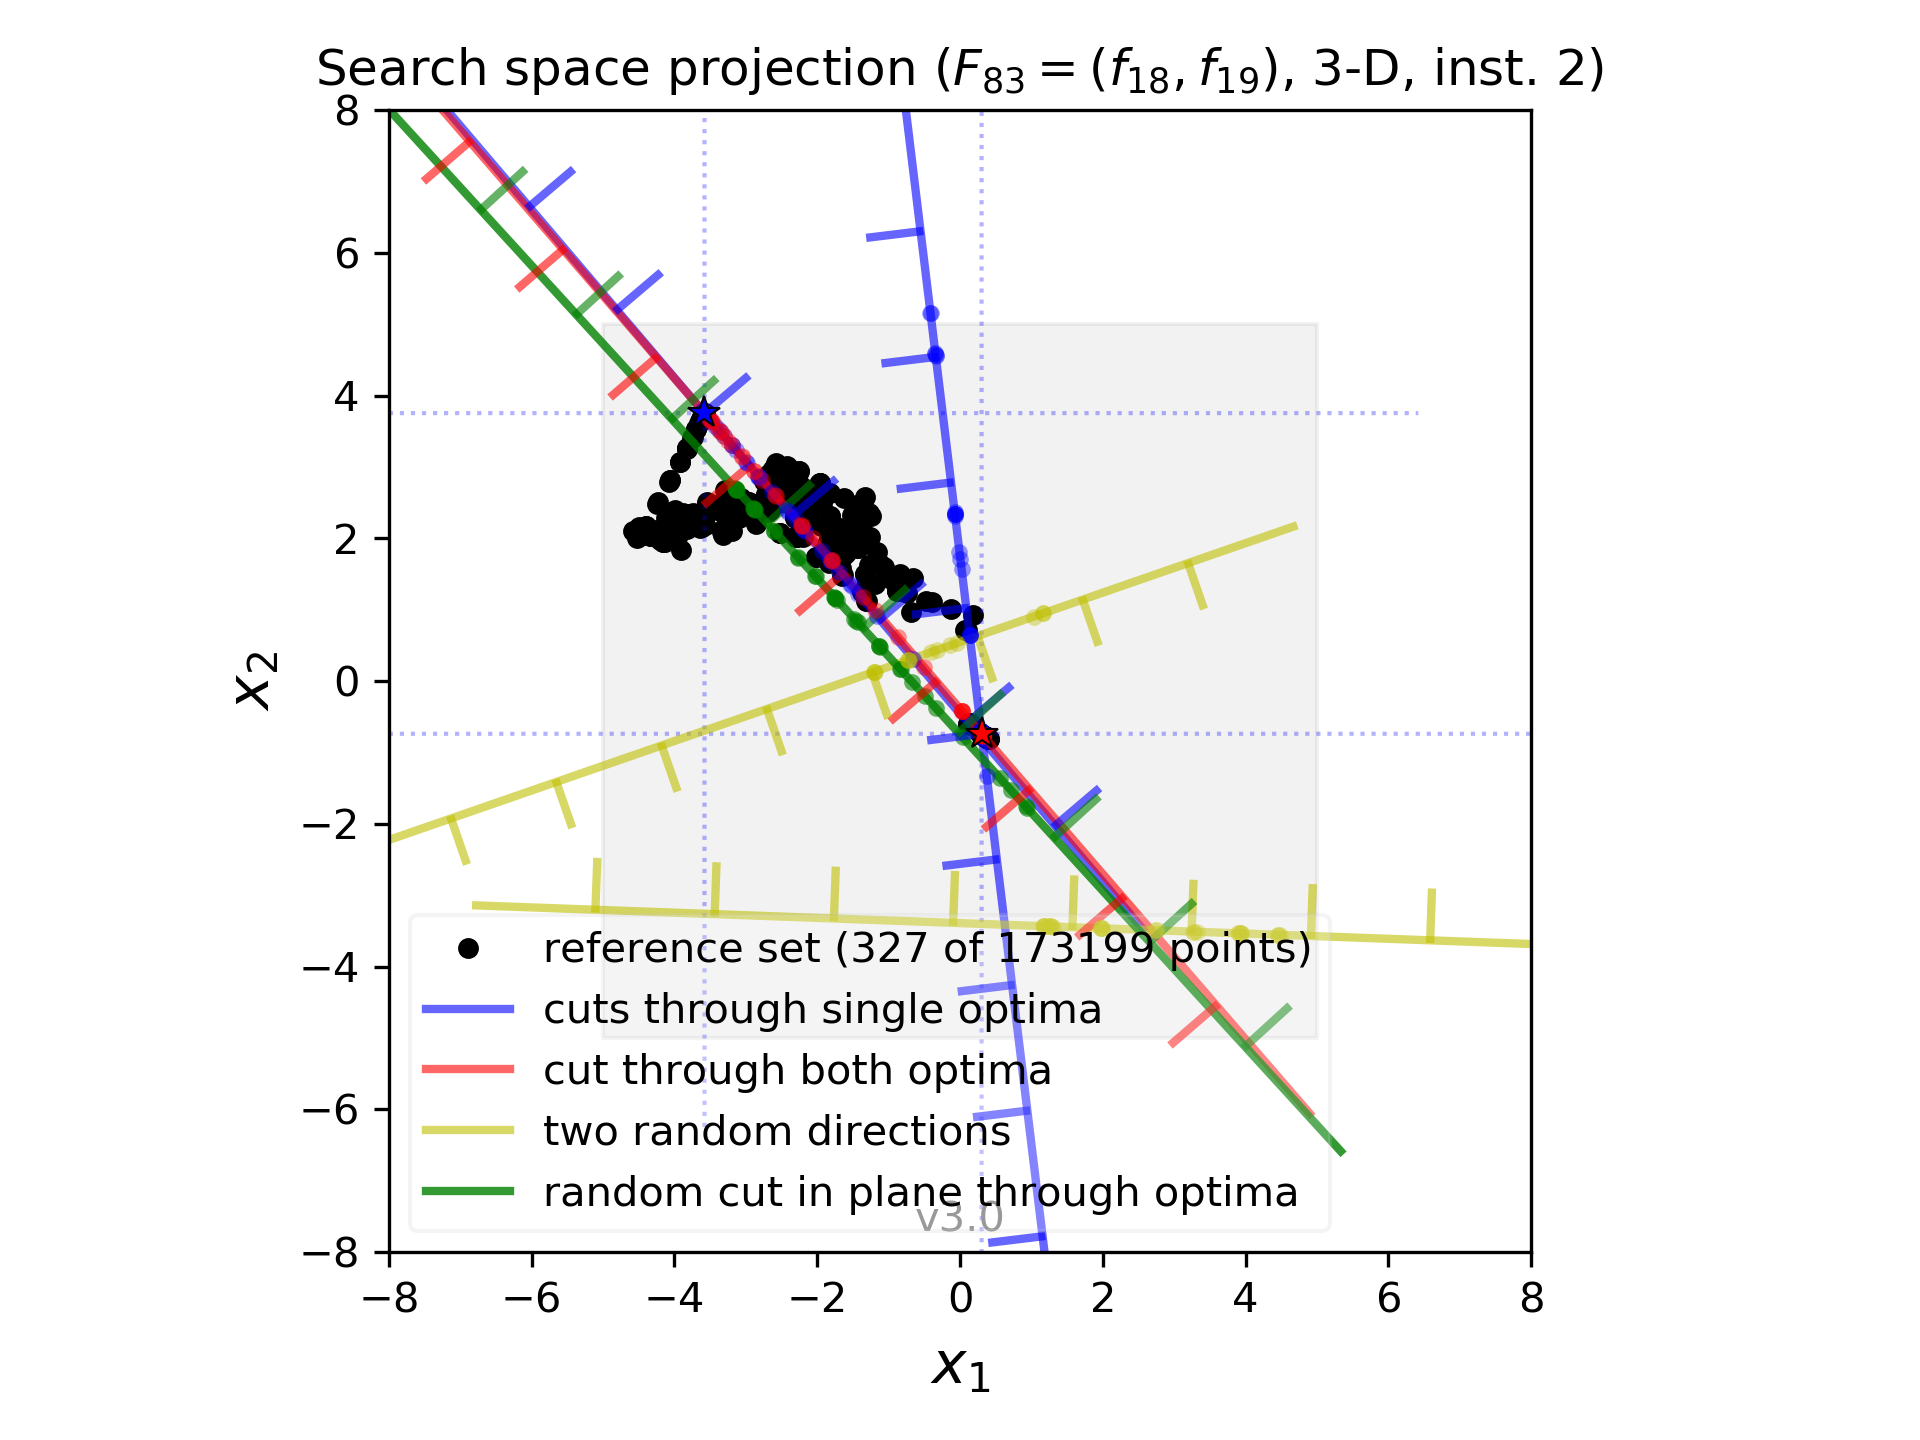 Search space projection (F83 = (f18, f19), 3-D, inst. 2)
8
6
4
2
0
−2
−4
−6
−8
x2
reference set (327 of 173199 points)
cuts through single optima
cut through both optima
two random directions
random cut in plane through optima
v3.0
−8 −6 −4 −2 0 2 4 6 8
x1